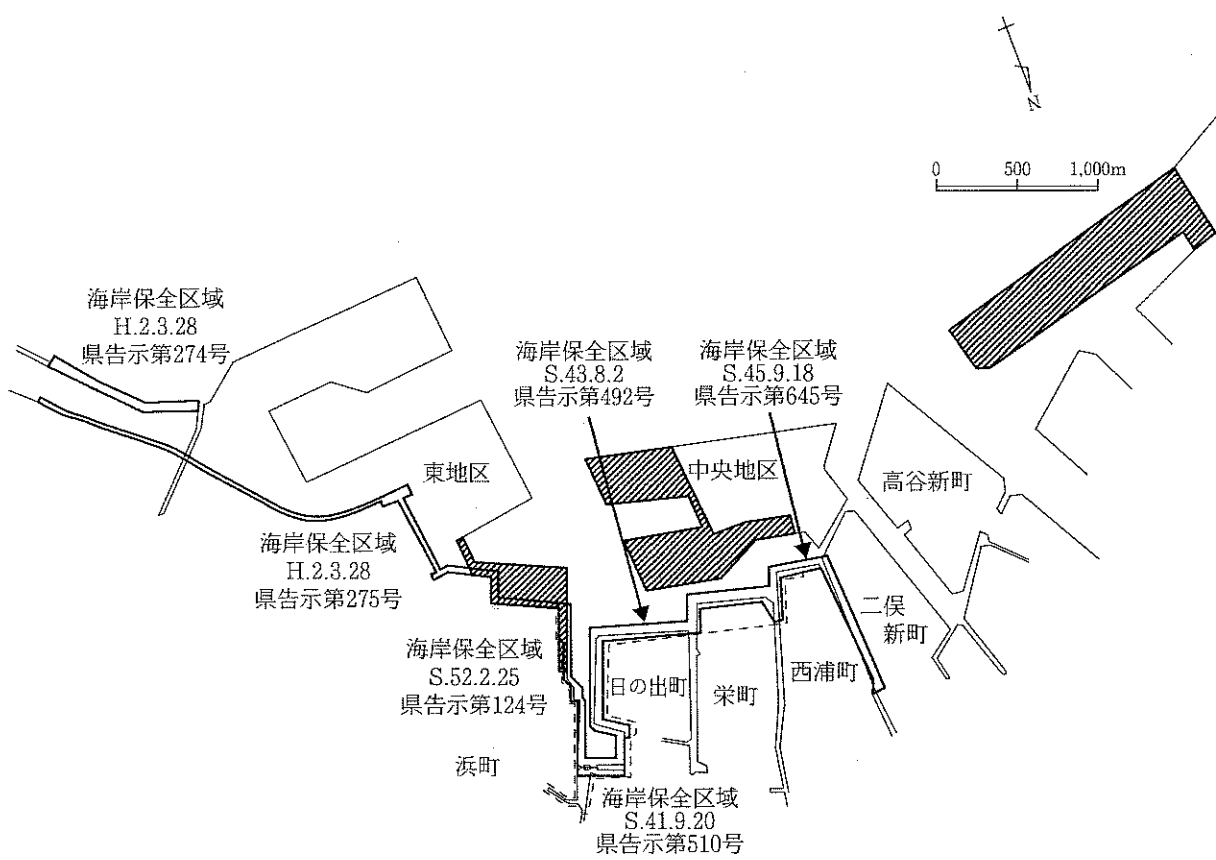 N
0 500 1,000m
海岸保全区域
H.2.3.28
県告示第274号
海岸保全区域
S.43.8.2
県告示第492号
海岸保全区域
S.45.9.18
県告示第645号
東地区
中央地区
高谷新町
海岸保全区域
H.2.3.28
県告示第275号
二俣
新町
海岸保全区域
S.52.2.25
県告示第124号
日の出町
栄町
西浦町
浜町
海岸保全区域
S.41.9.20
県告示第510号